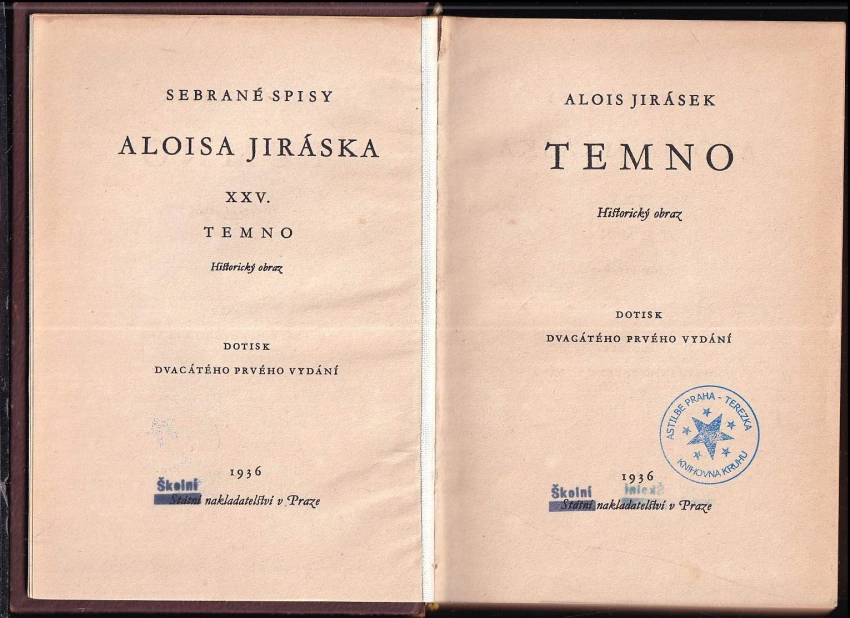 SEBRANÉ SPISY
ALOISA JIRÁSKA
XXV.
TEMNO
Historický obraz
DOTISK
DVACÁTÉHO PRVÉHO VYDÁNÍ
1936
Školní
Státní nakladatelství v Praze
ALOIS JIRÁSEK
TEMNO
Historický obraz
DOTISK
DVACÁTÉHO PRVÉHO VYDÁNÍ
ASTILBE PRAHA - TEREZKA
KNIHOVNA KRUHU
1936
Školní
Státní nakladatelství v Praze